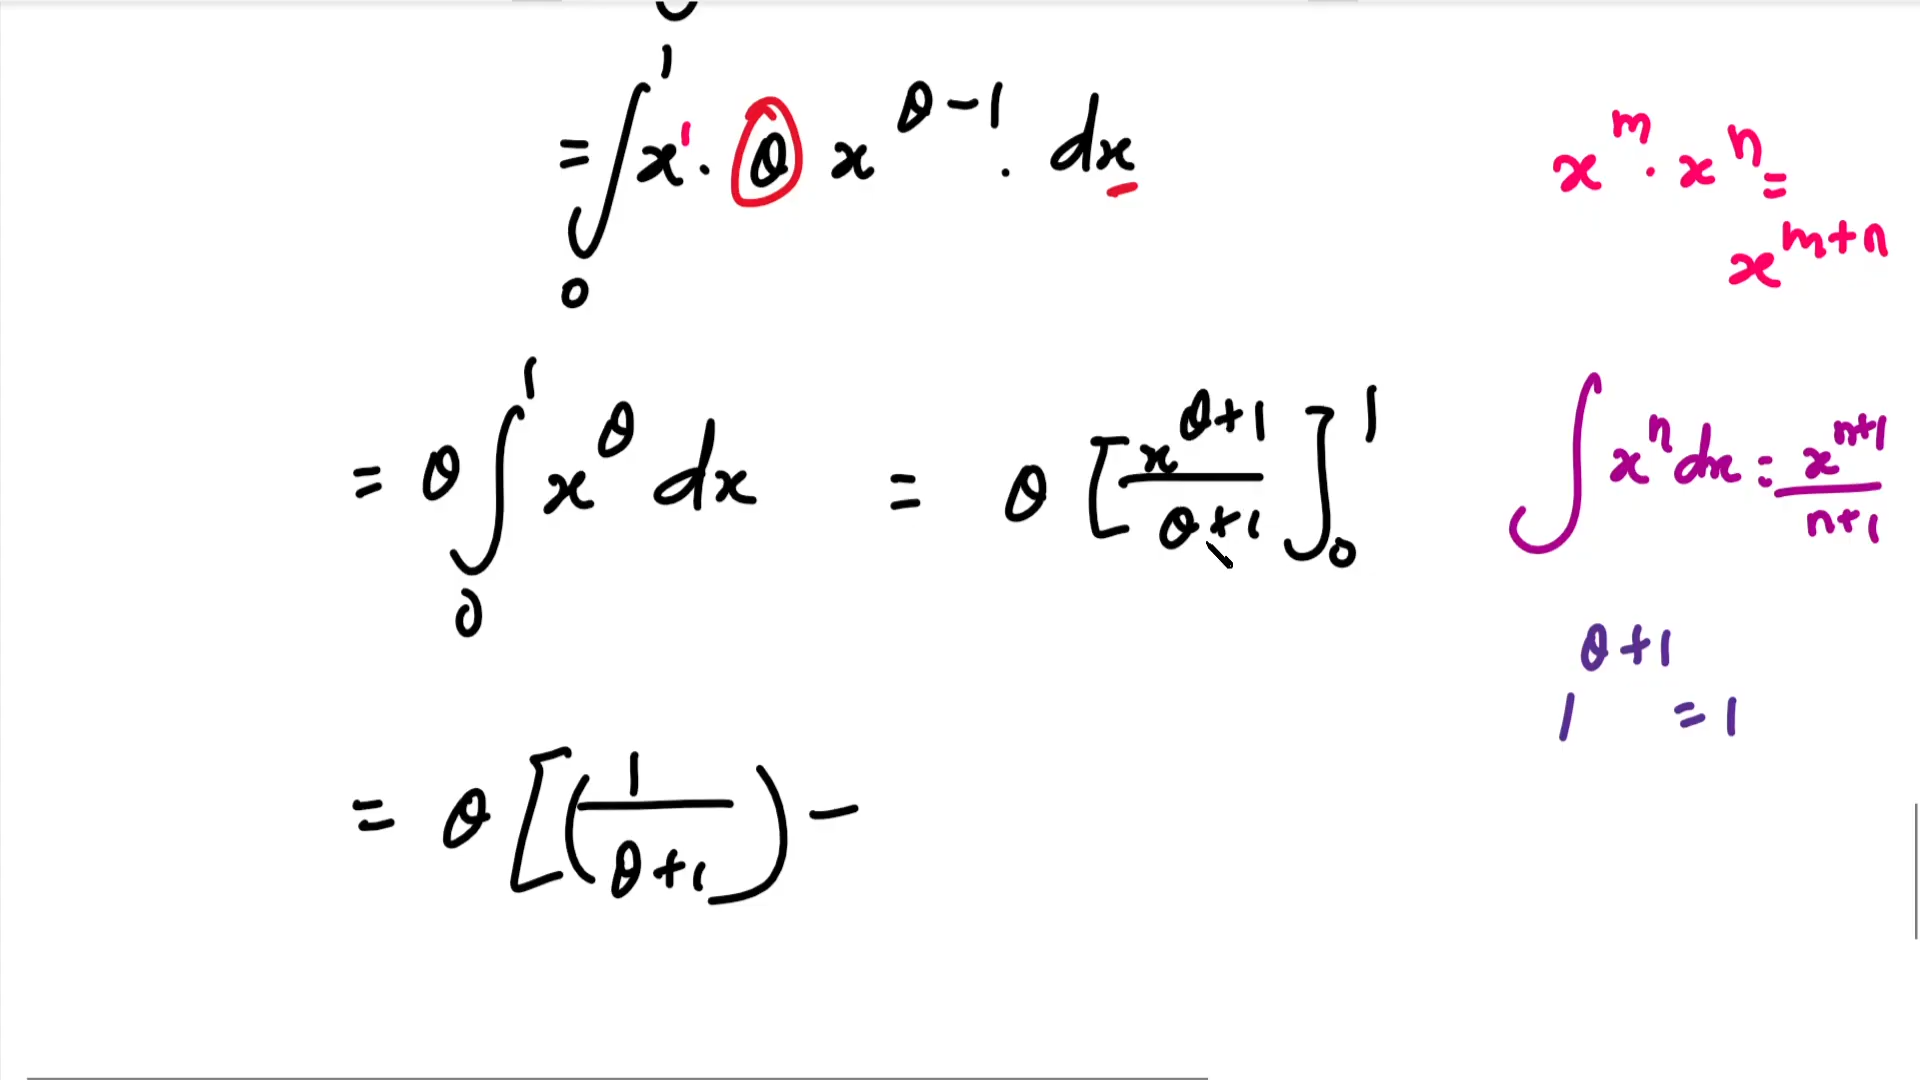 = ∫₀¹ x¹ · θ x^(θ−1) · dx
x^m · x^n =
x^(m+n)
= θ ∫₀¹ x^θ dx = θ [x^(θ+1)/(θ+1)]₀¹
∫ x^n dx = x^(n+1)/(n+1)
1^(θ+1) = 1
= θ [(1/(θ+1)) −